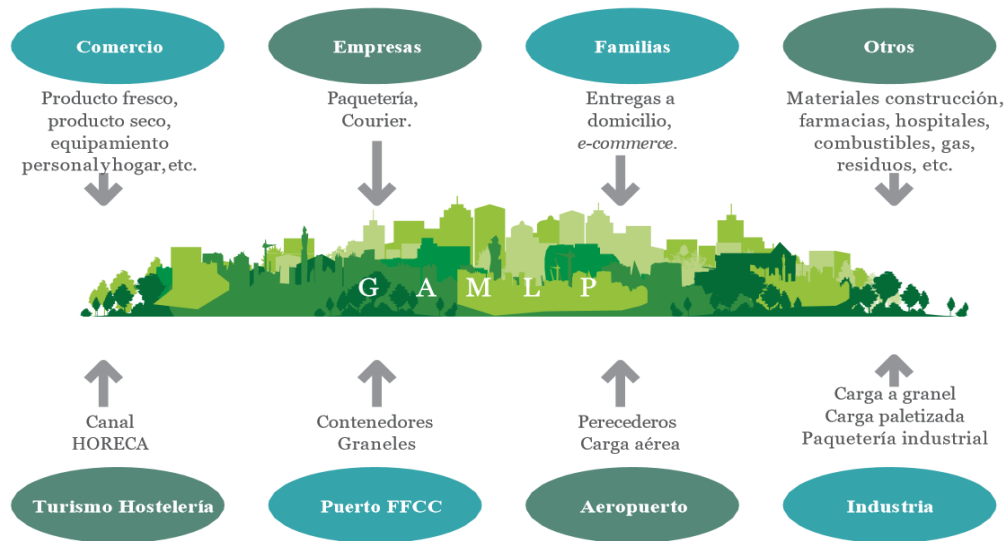 Comercio
Empresas
Familias
Otros
Producto fresco,
producto seco,
equipamiento
personal y hogar, etc.
Paquetería,
Courier.
Entregas a
domicilio,
e-commerce.
Materiales construcción,
farmacias, hospitales,
combustibles, gas,
residuos, etc.
G A M L P
Canal
HORECA
Contenedores
Graneles
Perecederos
Carga aérea
Carga a granel
Carga paletizada
Paquetería industrial
Turismo Hostelería
Puerto FFCC
Aeropuerto
Industria